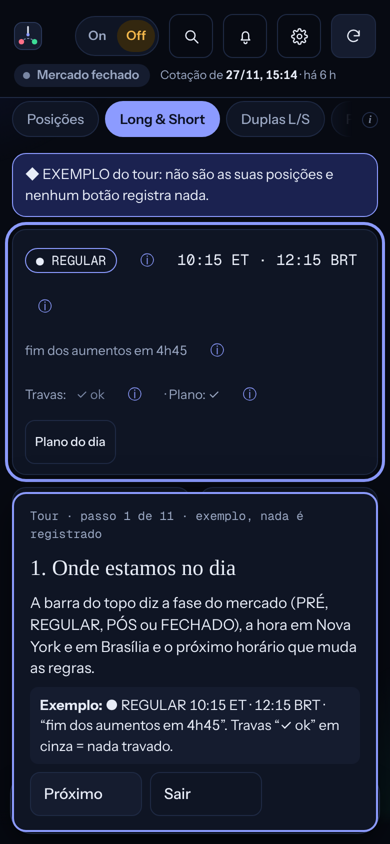 On Off
Mercado fechado Cotação de 27/11, 15:14 · há 6 h
Posições Long & Short Duplas L/S i
◆ EXEMPLO do tour: não são as suas posições e
nenhum botão registra nada.
● REGULAR ⓘ 10:15 ET · 12:15 BRT
ⓘ
fim dos aumentos em 4h45 ⓘ
Travas: ✓ ok ⓘ · Plano: ✓ ⓘ
Plano do dia
Tour · passo 1 de 11 · exemplo, nada é
registrado
1. Onde estamos no dia
A barra do topo diz a fase do mercado (PRÉ,
REGULAR, PÓS ou FECHADO), a hora em Nova
York e em Brasília e o próximo horário que muda
as regras.
Exemplo: ● REGULAR 10:15 ET · 12:15 BRT ·
“fim dos aumentos em 4h45”. Travas “✓ ok” em
cinza = nada travado.
Próximo Sair